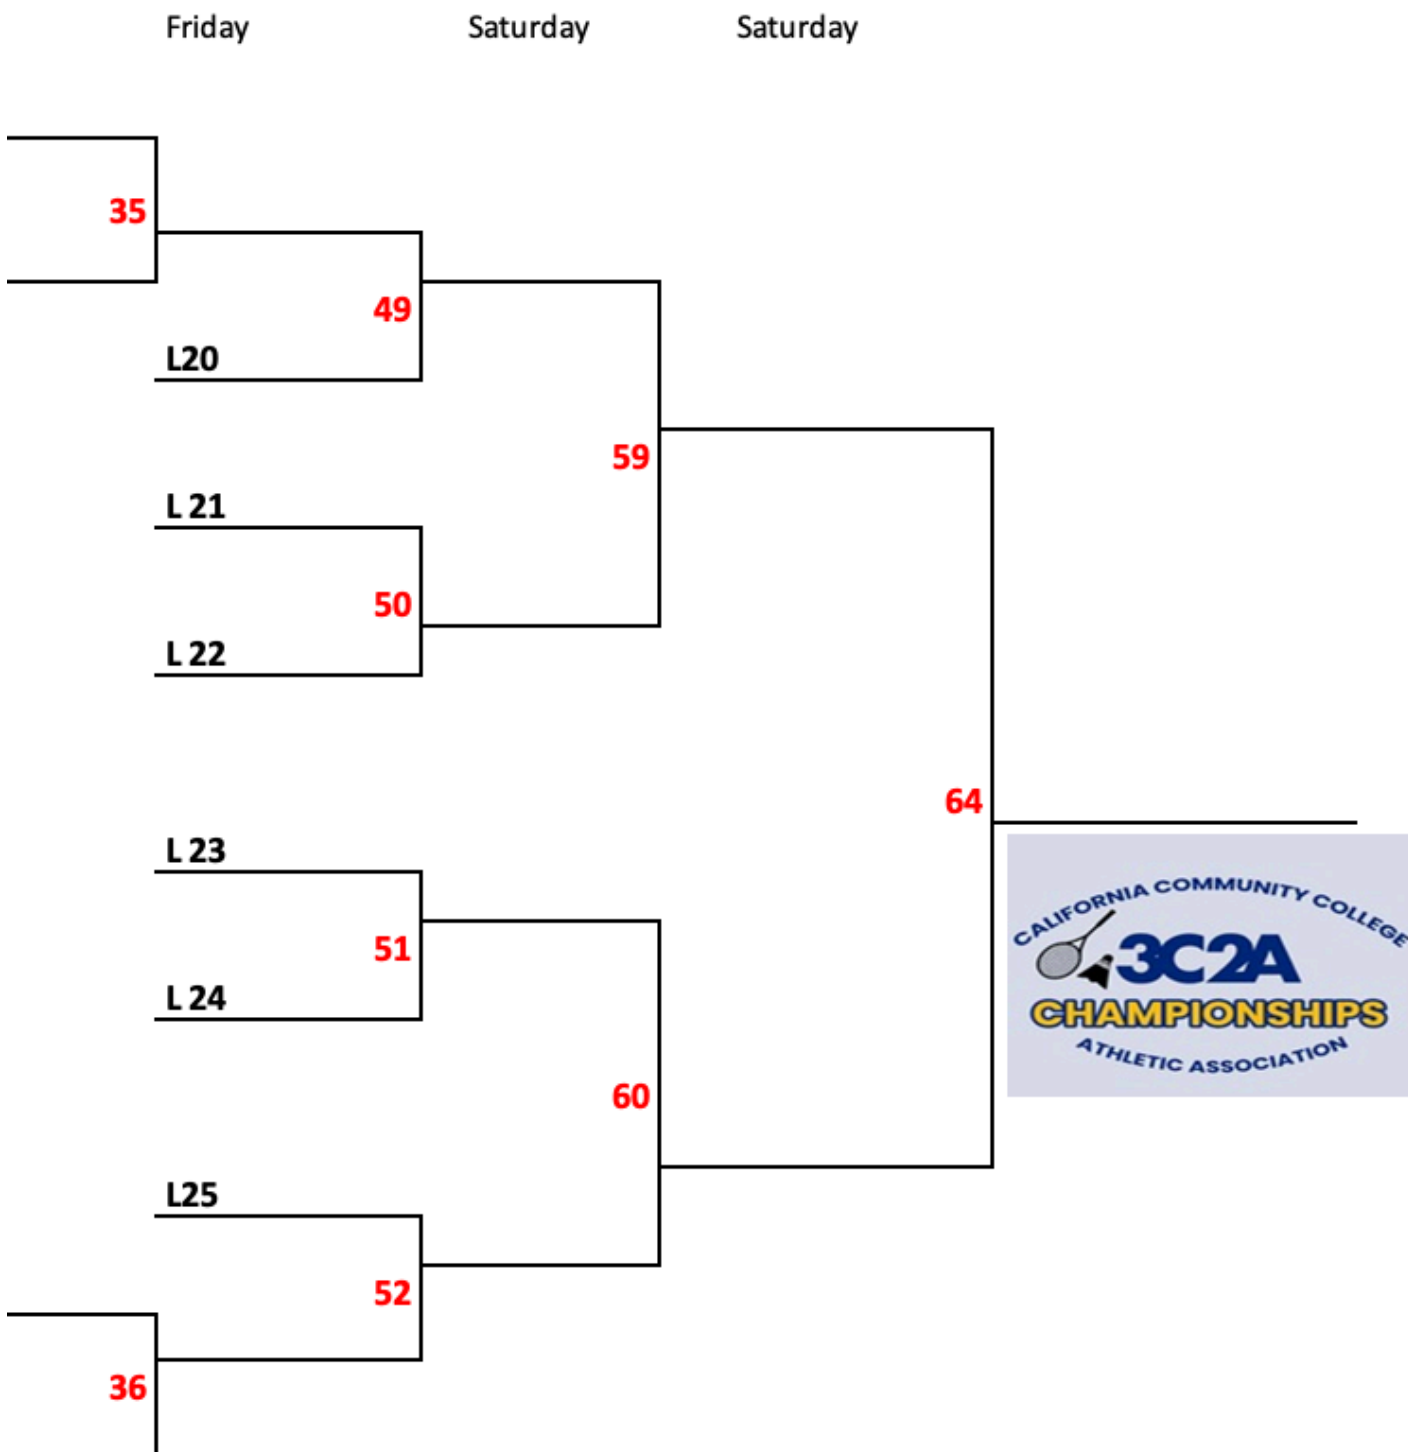 Friday Saturday Saturday
35
49
L20
59
L 21
50
L 22
64
L 23
CALIFORNIA COMMUNITY COLLEGE
51
3C2A
L 24
CHAMPIONSHIPS
ATHLETIC ASSOCIATION
60
L25
52
36